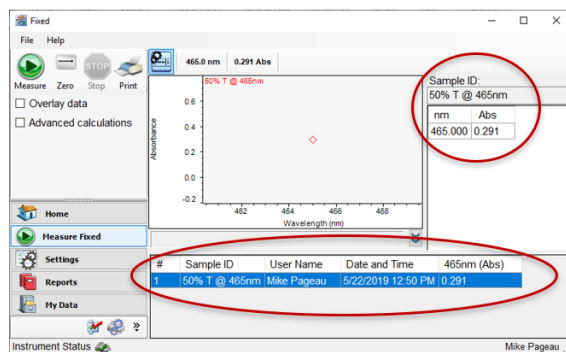 Fixed
File Help
465.0 nm 0.291 Abs
STOP
Measure Zero Stop Print
Overlay data
Advanced calculations
50% T @ 465nm
Absorbance
0.6
0.4
0.2
0.0
-0.2
462 464 466 468
Wavelength (nm)
Sample ID:
50% T @ 465nm
nm Abs
465.000 0.291
Home
Measure Fixed
Settings
Reports
My Data
# Sample ID User Name Date and Time 465nm (Abs)
1 50% T @ 465nm Mike Pageau 5/22/2019 12:50 PM 0.291
Instrument Status Mike Pageau